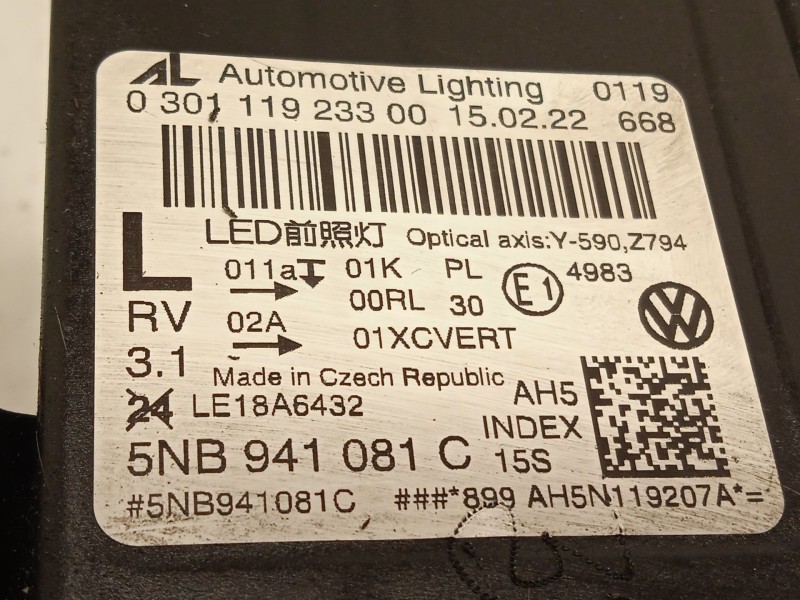 AL Automotive Lighting 0119
0 301 119 233 00 15.02.22 668
L LED前照灯 Optical axis:Y-590,Z794
011a 01K PL E1 4983
00RL 30
RV 02A 01XCVERT
3.1 Made in Czech Republic AH5
24 LE18A6432 INDEX
5NB 941 081 C 15S
#5NB941081C ###*899 AH5N119207A*=